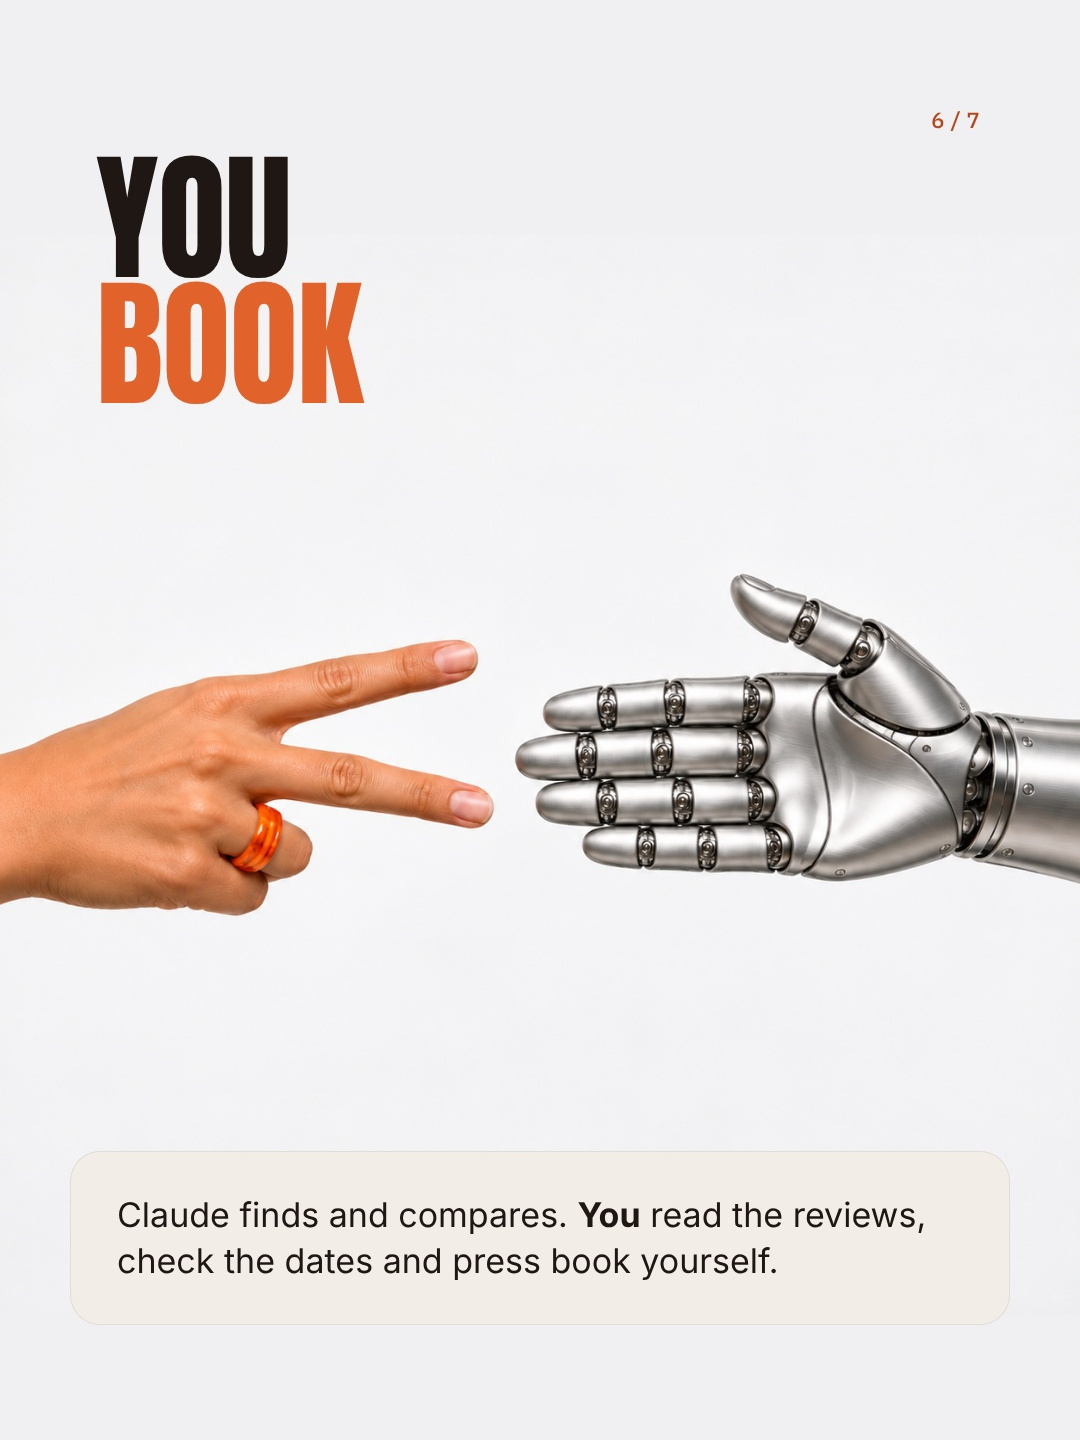 6 / 7
YOU
BOOK
Claude finds and compares. You read the reviews,
check the dates and press book yourself.